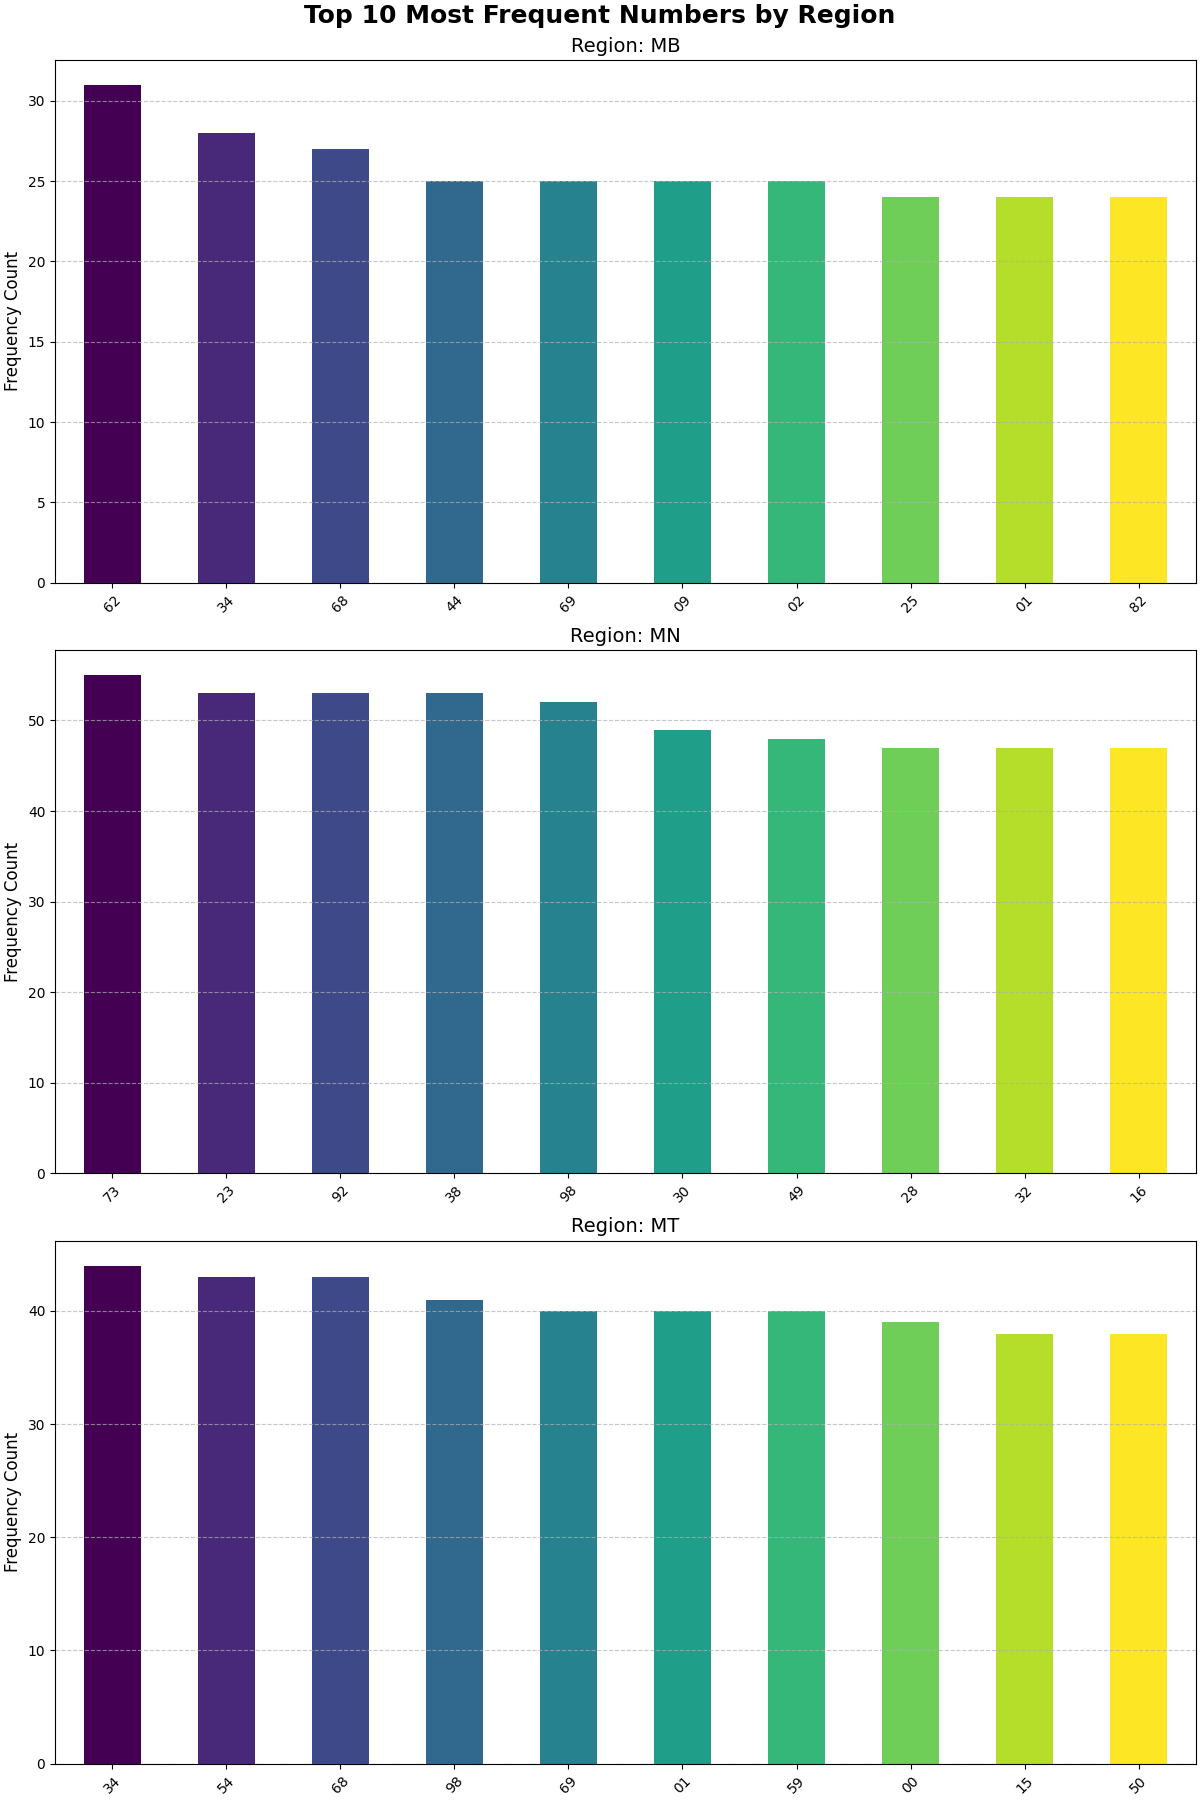 Top 10 Most Frequent Numbers by Region
Region: MB
Frequency Count
30
25
20
15
10
5
0
62 34 68 44 69 09 02 25 01 82
Region: MN
Frequency Count
50
40
30
20
10
0
73 23 92 38 98 30 49 28 32 16
Region: MT
Frequency Count
40
30
20
10
0
34 54 68 98 69 01 59 00 15 50